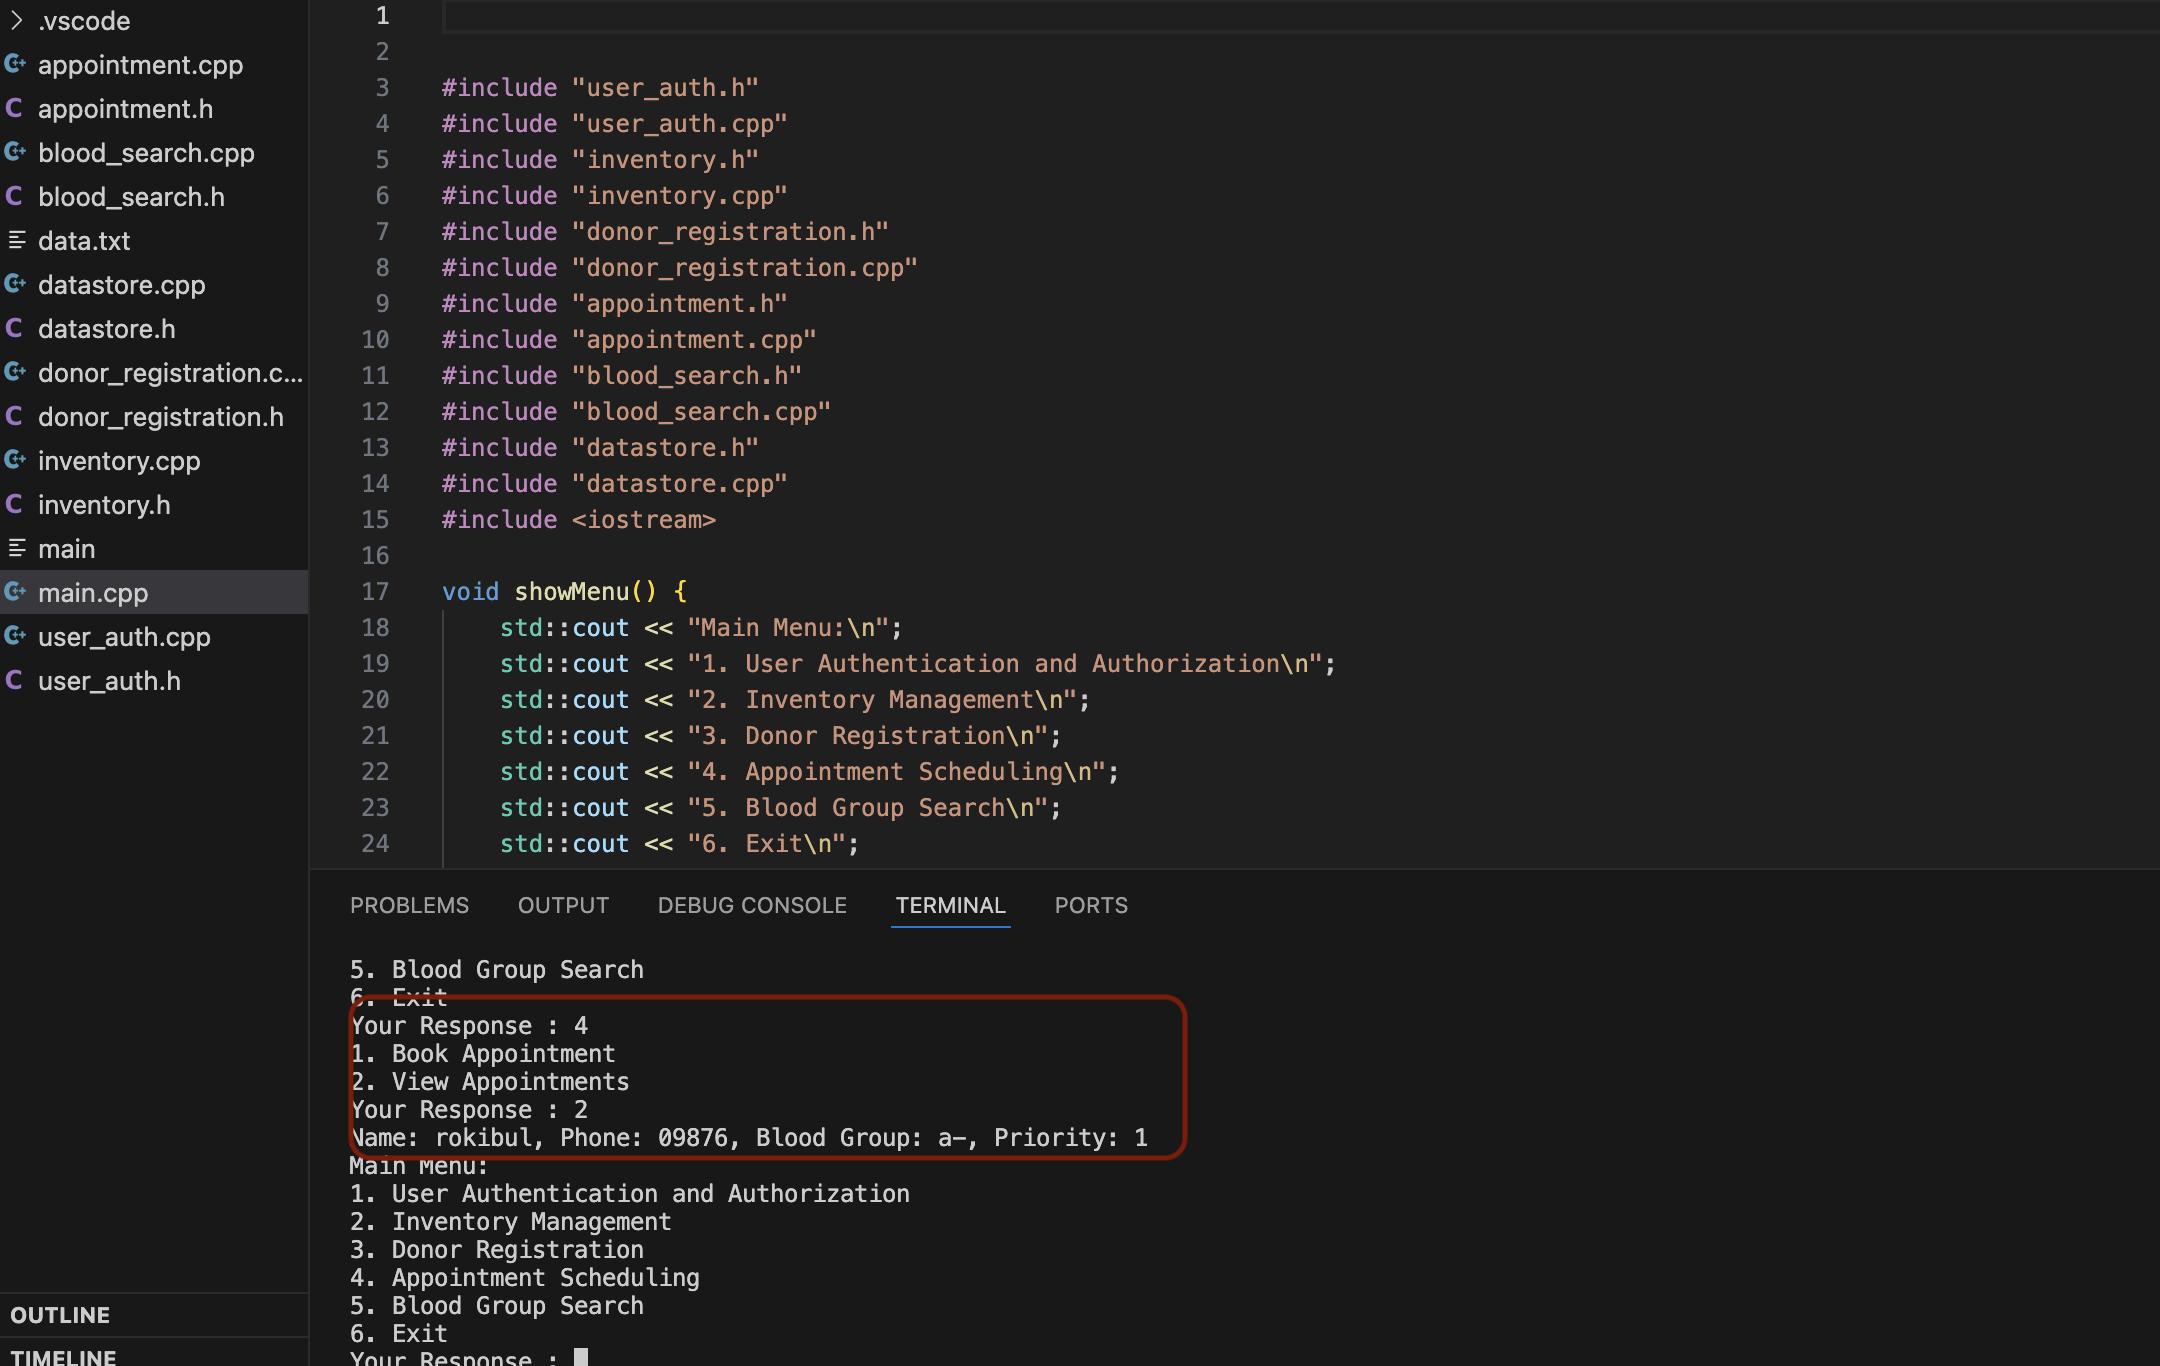 .vscode
appointment.cpp
appointment.h
blood_search.cpp
blood_search.h
data.txt
datastore.cpp
datastore.h
donor_registration.c...
donor_registration.h
inventory.cpp
inventory.h
main
main.cpp
user_auth.cpp
user_auth.h
OUTLINE
TIMELINE
1
2
3 #include "user_auth.h"
4 #include "user_auth.cpp"
5 #include "inventory.h"
6 #include "inventory.cpp"
7 #include "donor_registration.h"
8 #include "donor_registration.cpp"
9 #include "appointment.h"
10 #include "appointment.cpp"
11 #include "blood_search.h"
12 #include "blood_search.cpp"
13 #include "datastore.h"
14 #include "datastore.cpp"
15 #include <iostream>
16
17 void showMenu() {
18 std::cout << "Main Menu:\n";
19 std::cout << "1. User Authentication and Authorization\n";
20 std::cout << "2. Inventory Management\n";
21 std::cout << "3. Donor Registration\n";
22 std::cout << "4. Appointment Scheduling\n";
23 std::cout << "5. Blood Group Search\n";
24 std::cout << "6. Exit\n";
PROBLEMS OUTPUT DEBUG CONSOLE TERMINAL PORTS
5. Blood Group Search
6. Exit
Your Response : 4
1. Book Appointment
2. View Appointments
Your Response : 2
Name: rokibul, Phone: 09876, Blood Group: a-, Priority: 1
Main Menu:
1. User Authentication and Authorization
2. Inventory Management
3. Donor Registration
4. Appointment Scheduling
5. Blood Group Search
6. Exit
Your Response :